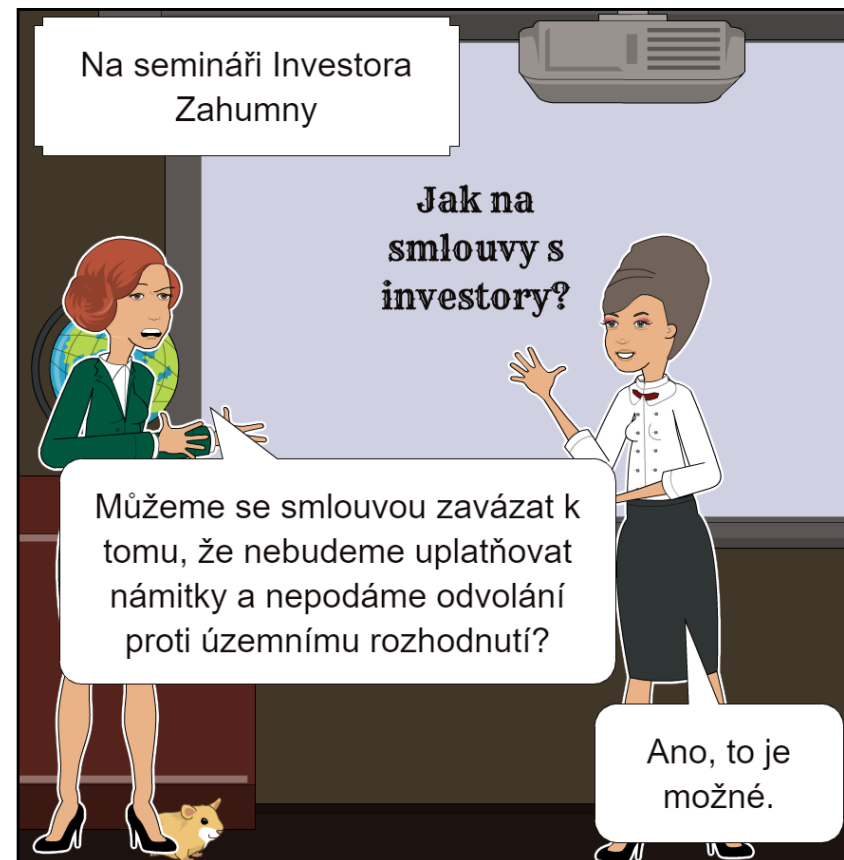 Na semináři Investora
Zahumny
Jak na
smlouvy s
investory?
Můžeme se smlouvou zavázat k
tomu, že nebudeme uplatňovat
námitky a nepodáme odvolání
proti územnímu rozhodnutí?
Ano, to je
možné.